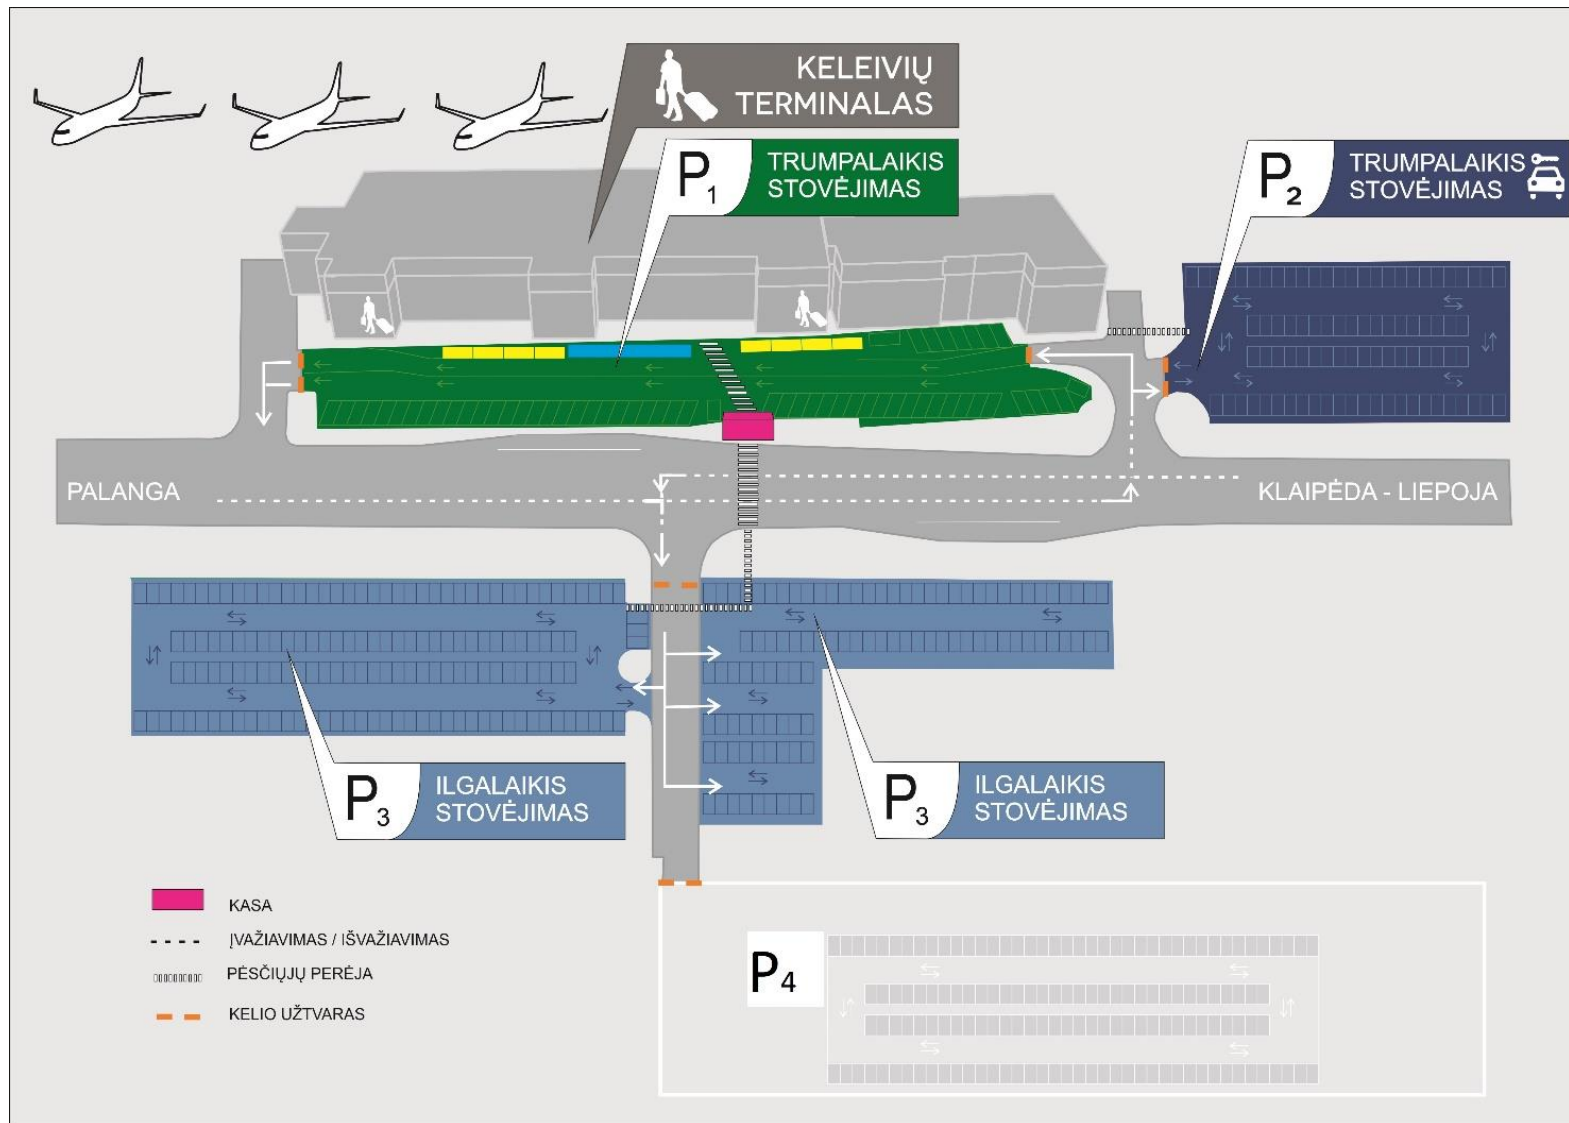 KELEIVIŲ
TERMINALAS
P1
TRUMPALAIKIS
STOVĖJIMAS
P2
TRUMPALAIKIS
STOVĖJIMAS
PALANGA
KLAIPĖDA - LIEPOJA
P3
ILGALAIKIS
STOVĖJIMAS
P3
ILGALAIKIS
STOVĖJIMAS
KASA
ĮVAŽIAVIMAS / IŠVAŽIAVIMAS
PĖSČIŲJŲ PERĖJA
KELIO UŽTVARAS
P4